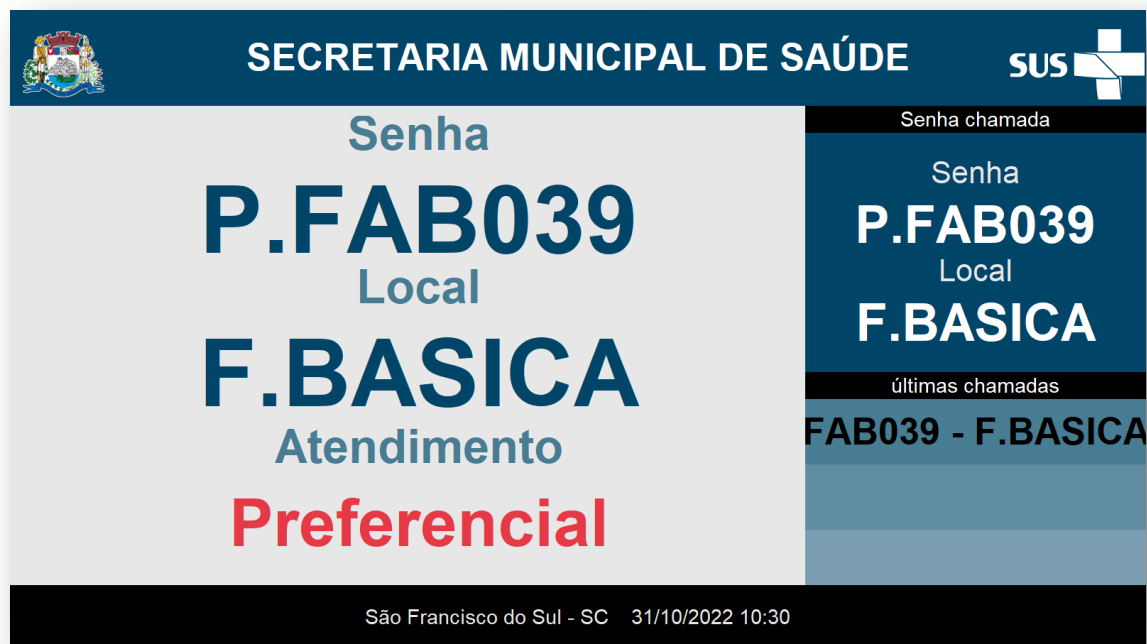 SECRETARIA MUNICIPAL DE SAÚDE
SUS
Senha
P.FAB039
Local
F.BASICA
Atendimento
Preferencial
Senha chamada
Senha
P.FAB039
Local
F.BASICA
últimas chamadas
FAB039 - F.BASICA
São Francisco do Sul - SC 31/10/2022 10:30